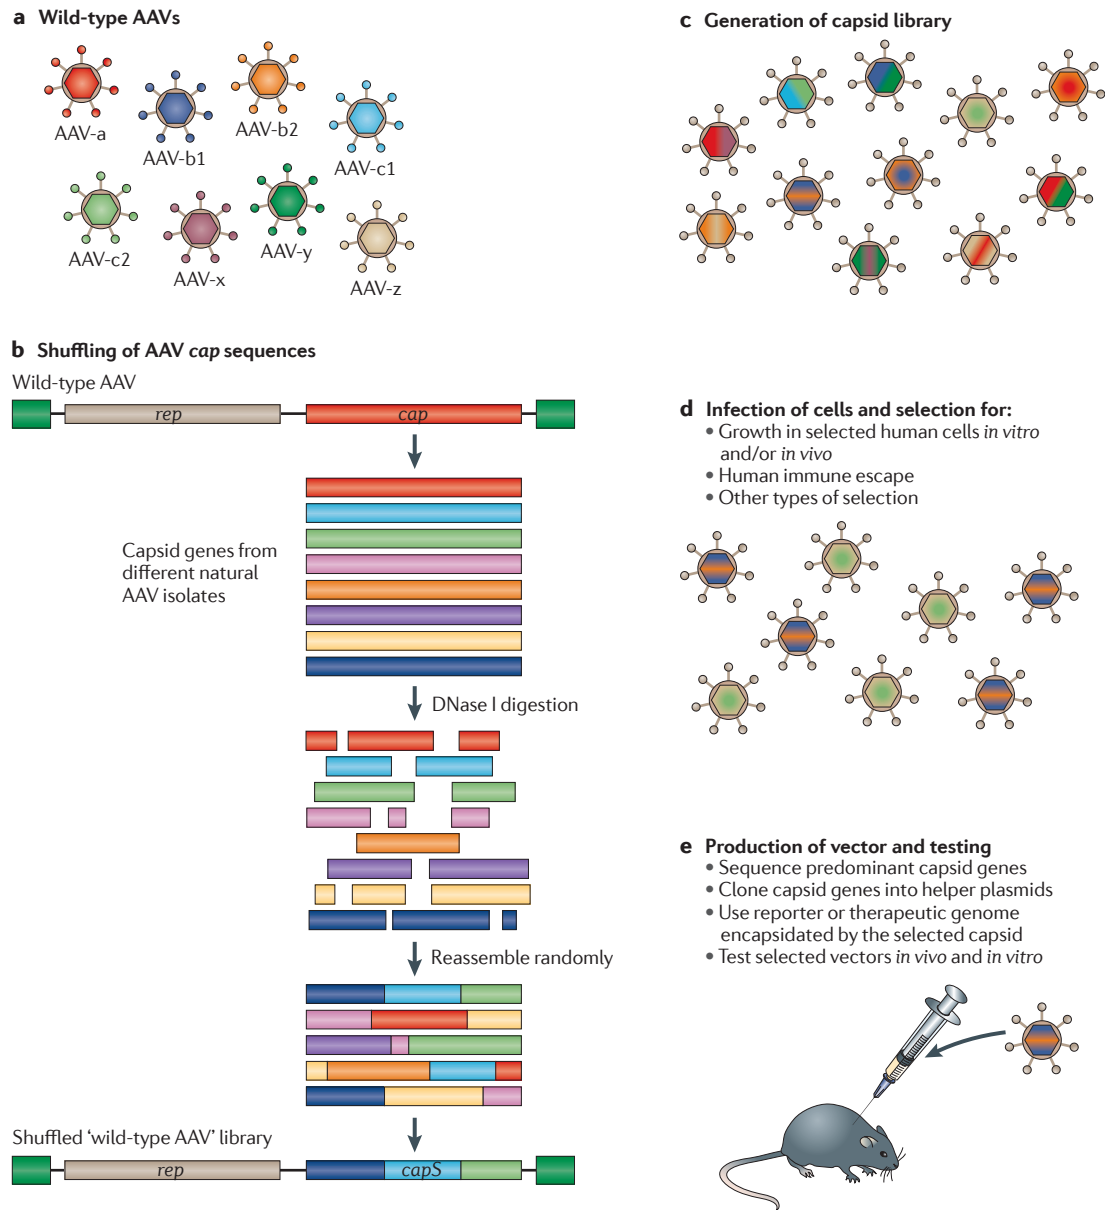 a Wild-type AAVs
AAV-a
AAV-b1
AAV-b2
AAV-c1
AAV-c2
AAV-x
AAV-y
AAV-z
b Shuffling of AAV cap sequences
Wild-type AAV
rep
cap
Capsid genes from
different natural
AAV isolates
DNase I digestion
Reassemble randomly
Shuffled ‘wild-type AAV’ library
rep
capS
c Generation of capsid library
d Infection of cells and selection for:
• Growth in selected human cells in vitro
and/or in vivo
• Human immune escape
• Other types of selection
e Production of vector and testing
• Sequence predominant capsid genes
• Clone capsid genes into helper plasmids
• Use reporter or therapeutic genome
encapsidated by the selected capsid
• Test selected vectors in vivo and in vitro